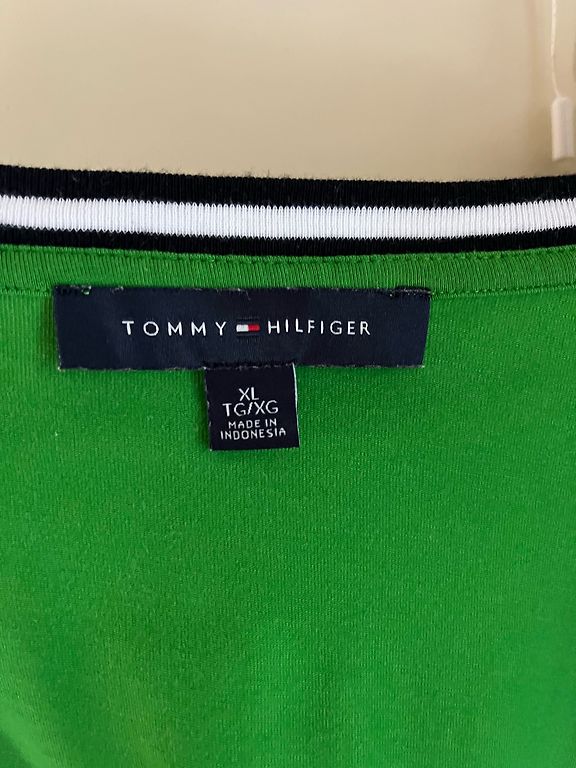 TOMMY HILFIGER
XL
TG/XG
MADE IN
INDONESIA